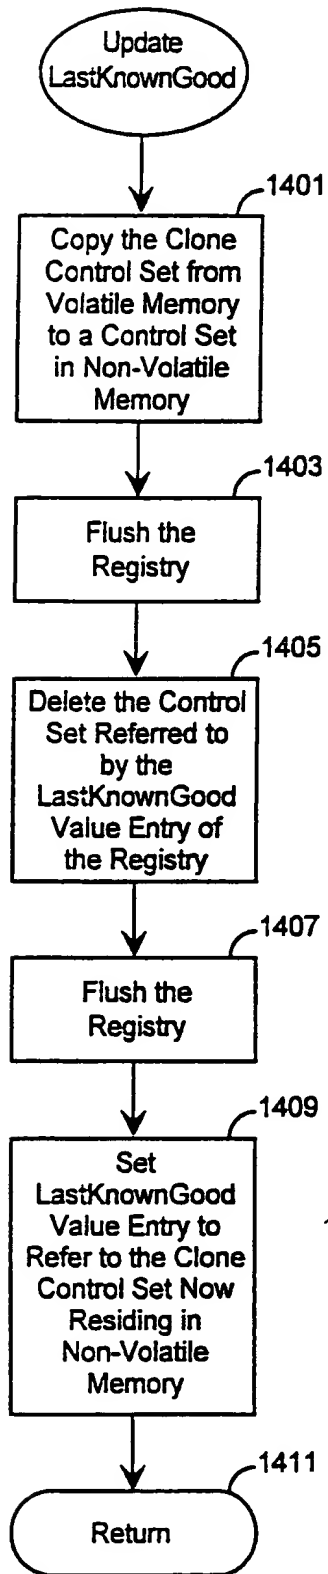 Update
LastKnownGood
1401
Copy the Clone
Control Set from
Volatile Memory
to a Control Set
in Non-Volatile
Memory
1403
Flush the
Registry
1405
Delete the Control
Set Referred to
by the
LastKnownGood
Value Entry of
the Registry
1407
Flush the
Registry
1409
Set
LastKnownGood
Value Entry to
Refer to the Clone
Control Set Now
Residing in
Non-Volatile
Memory
1411
Return